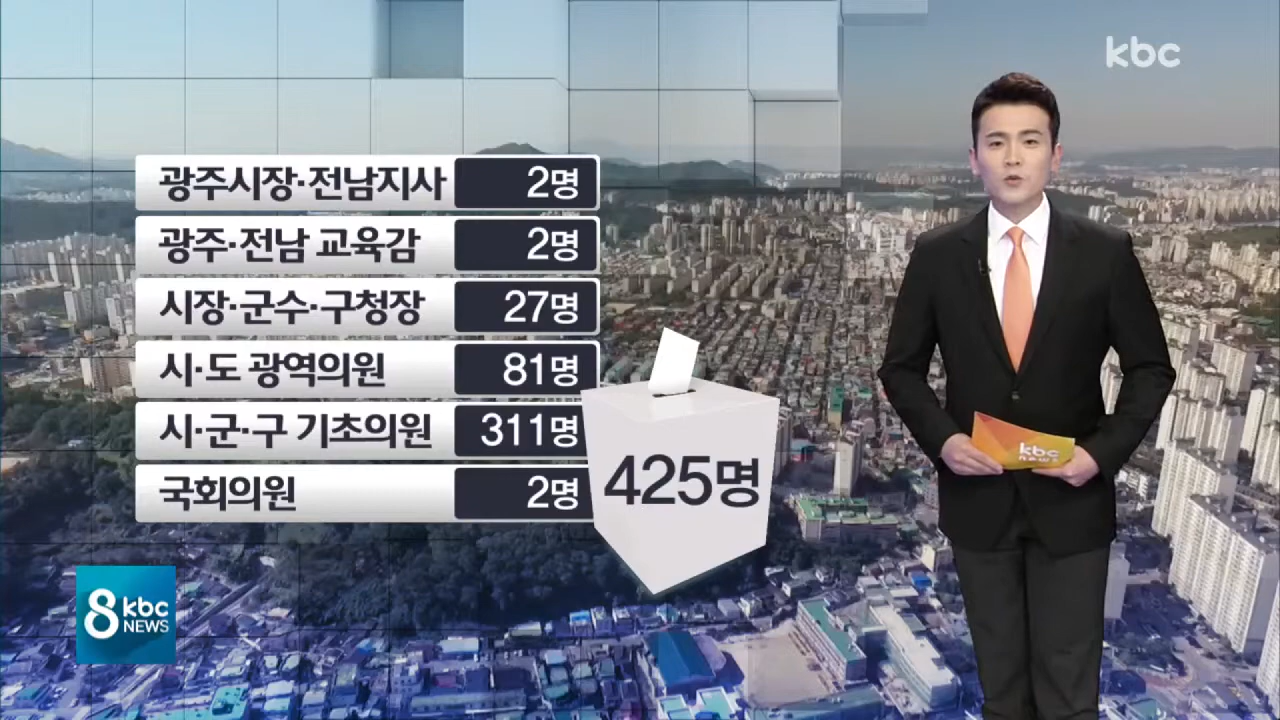 kbc
광주시장·전남지사 2명
광주·전남 교육감 2명
시장·군수·구청장 27명
시·도 광역의원 81명
시·군·구 기초의원 311명
국회의원 2명
425명
kbc
news
8 kbc
NEWS